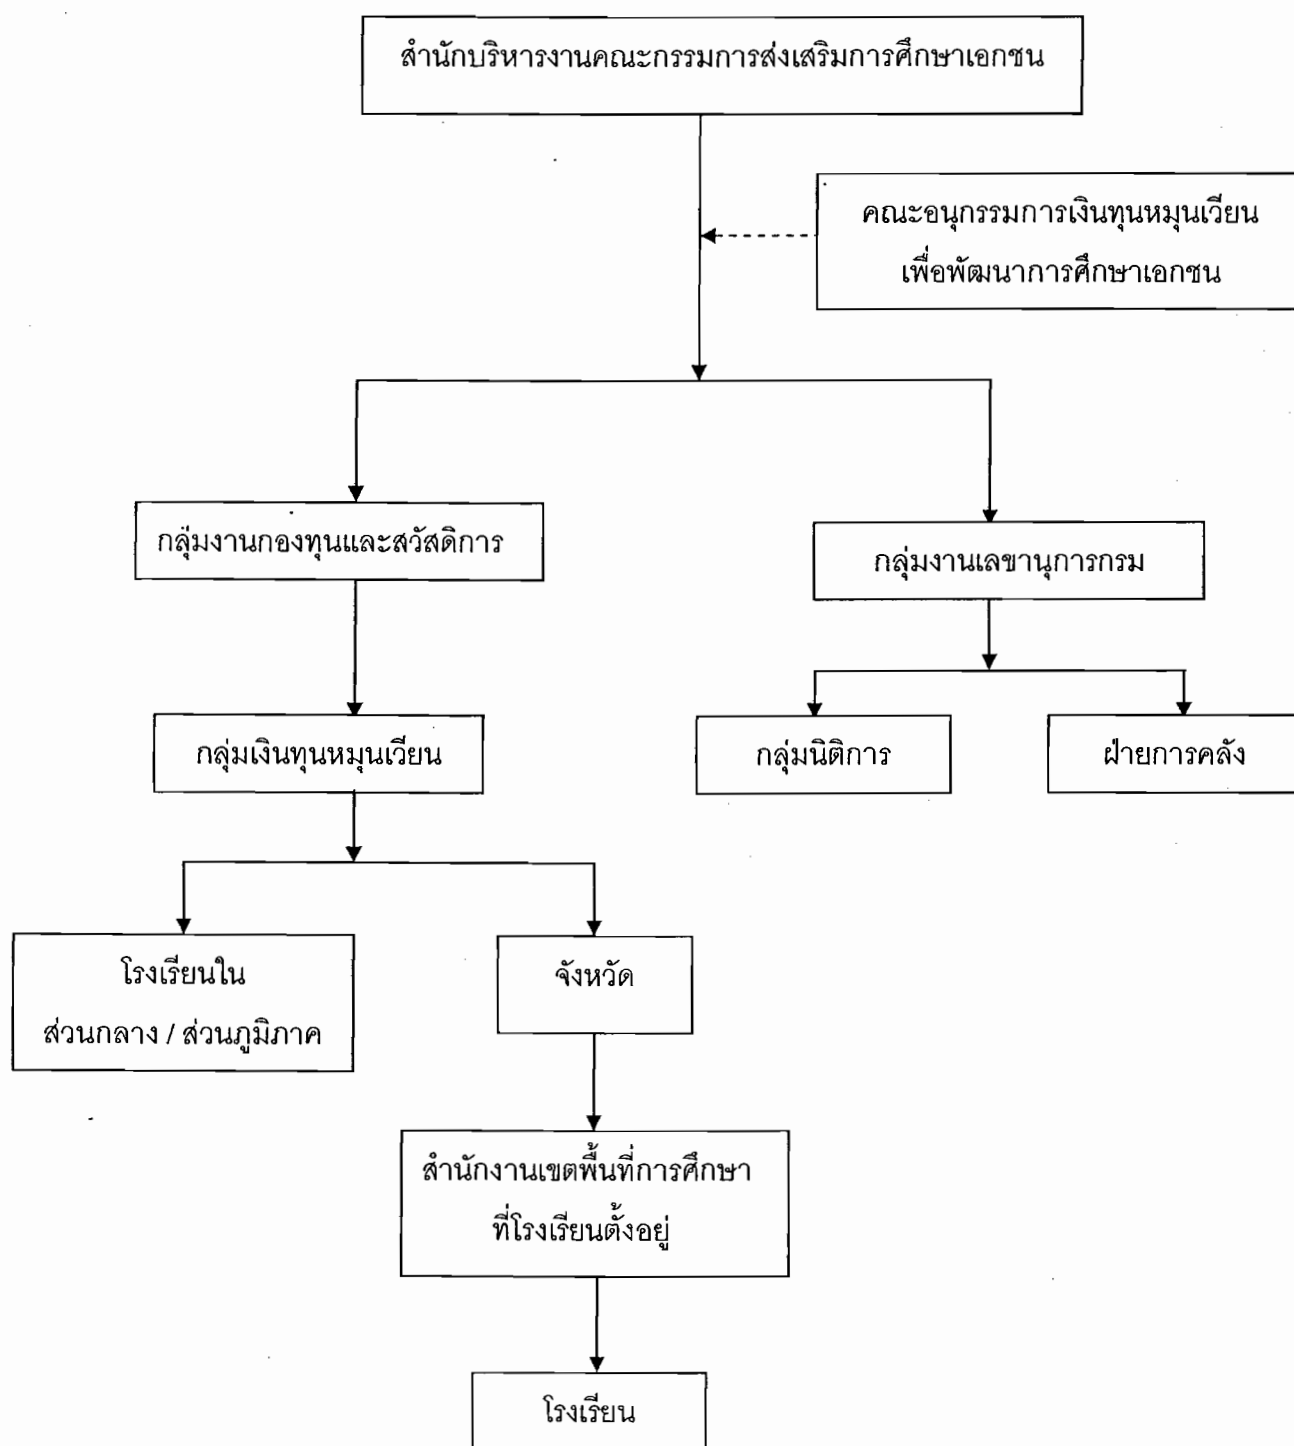 สำนักบริหารงานคณะกรรมการส่งเสริมการศึกษาเอกชน
คณะอนุกรรมการเงินทุนหมุนเวียน
เพื่อพัฒนาการศึกษาเอกชน
กลุ่มงานกองทุนและสวัสดิการ
กลุ่มงานเลขานุการกรม
กลุ่มเงินทุนหมุนเวียน
กลุ่มนิติการ
ฝ่ายการคลัง
โรงเรียนใน
ส่วนกลาง / ส่วนภูมิภาค
จังหวัด
สำนักงานเขตพื้นที่การศึกษา
ที่โรงเรียนตั้งอยู่
โรงเรียน